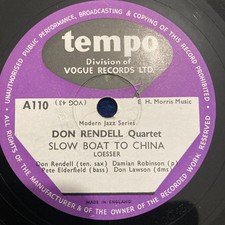 tempo
Division of
VOGUE RECORDS LTD.
A110
(VOG 43)
E. H. Morris Music
Modern Jazz Series
DON RENDELL Quartet
SLOW BOAT TO CHINA
LOESSER
Don Rendell (ten. sax) Damian Robinson (p)
Pete Elderfield (bass) Don Lawson (dms)
MADE IN ENGLAND
UNAUTHORISED PUBLIC PERFORMANCE, BROADCASTING & COPYING OF THIS RECORD PROHIBITED
ALL RIGHTS OF THE MANUFACTURER & OF THE OWNER OF THE RECORDED